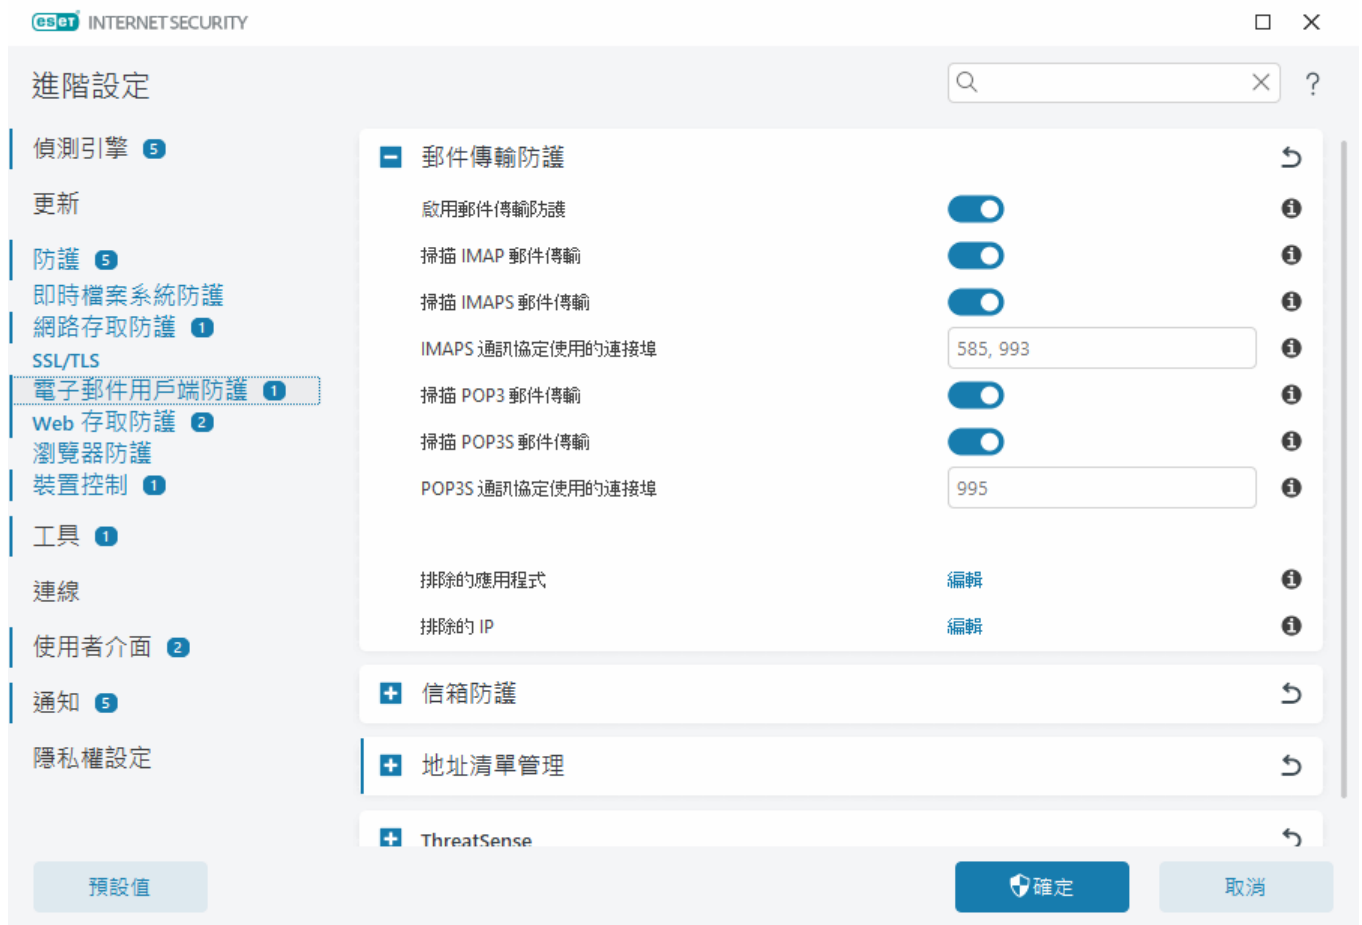 eset INTERNET SECURITY
進階設定
?
偵測引擎 5
更新
防護 5
即時檔案系統防護
網路存取防護 1
SSL/TLS
電子郵件用戶端防護 1
Web 存取防護 2
瀏覽器防護
裝置控制 1
工具 1
連線
使用者介面 2
通知 5
隱私權設定
郵件傳輸防護
啟用郵件傳輸防護
掃描 IMAP 郵件傳輸
掃描 IMAPS 郵件傳輸
IMAPS 通訊協定使用的連接埠 585, 993
掃描 POP3 郵件傳輸
掃描 POP3S 郵件傳輸
POP3S 通訊協定使用的連接埠 995
排除的應用程式 編輯
排除的 IP 編輯
信箱防護
地址清單管理
ThreatSense
預設值
確定
取消